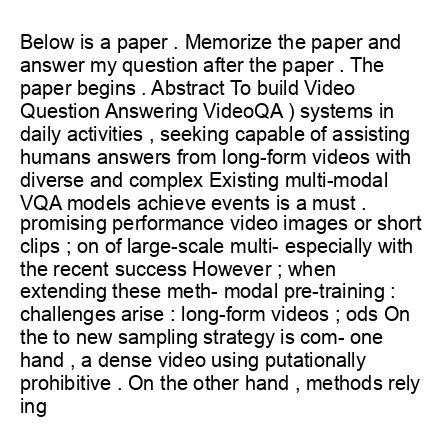 Below is a paper . Memorize the paper and
answer my question after the paper . The
paper begins . Abstract To build Video
Question Answering VideoQA ) systems in
daily activities , seeking capable of assisting
humans answers from long-form videos with
diverse and complex Existing multi-modal
VQA models achieve events is a must .
promising performance video images or short
clips ; on of large-scale multi- especially with
the recent success However ; when
extending these meth- modal pre-training :
challenges arise : long-form videos ; ods On
the to new sampling strategy is com- one
hand , a dense video using putationally
prohibitive . On the other hand , methods rely
ing